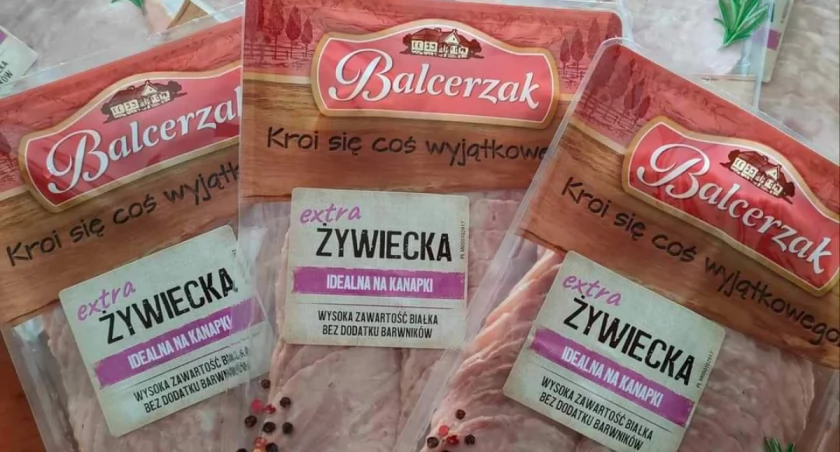 Balcerzak
Kroi się coś wyjątk
extra
ŻYWIECKA
IDEALNA NA KANAPKI
WYSOKA ZAWARTOŚĆ BIAŁKA
BEZ DODATKU BARWNIKÓW
Balcerzak
Kroi się coś wyjątkowe
extra
ŻYWIECKA
IDEALNA NA KANAPKI
WYSOKA ZAWARTOŚĆ BIAŁKA
BEZ DODATKU BARWNIKÓW
Balcerzak
Kroi się coś wyjątkowego
extra
ŻYWIECKA
IDEALNA NA KANAPKI
WYSOKA ZAWARTOŚĆ BIAŁKA
BEZ DODATKU BARWNIKÓW